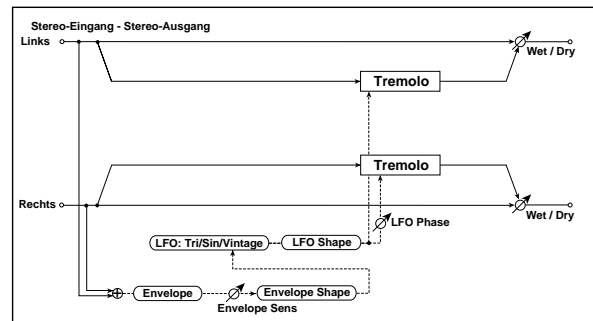 Stereo-Eingang - Stereo-Ausgang
Links
Wet / Dry
Tremolo
Tremolo
Rechts
Wet / Dry
LFO Phase
LFO: Tri/Sin/Vintage
LFO Shape
Envelope
Envelope Shape
Envelope Sens